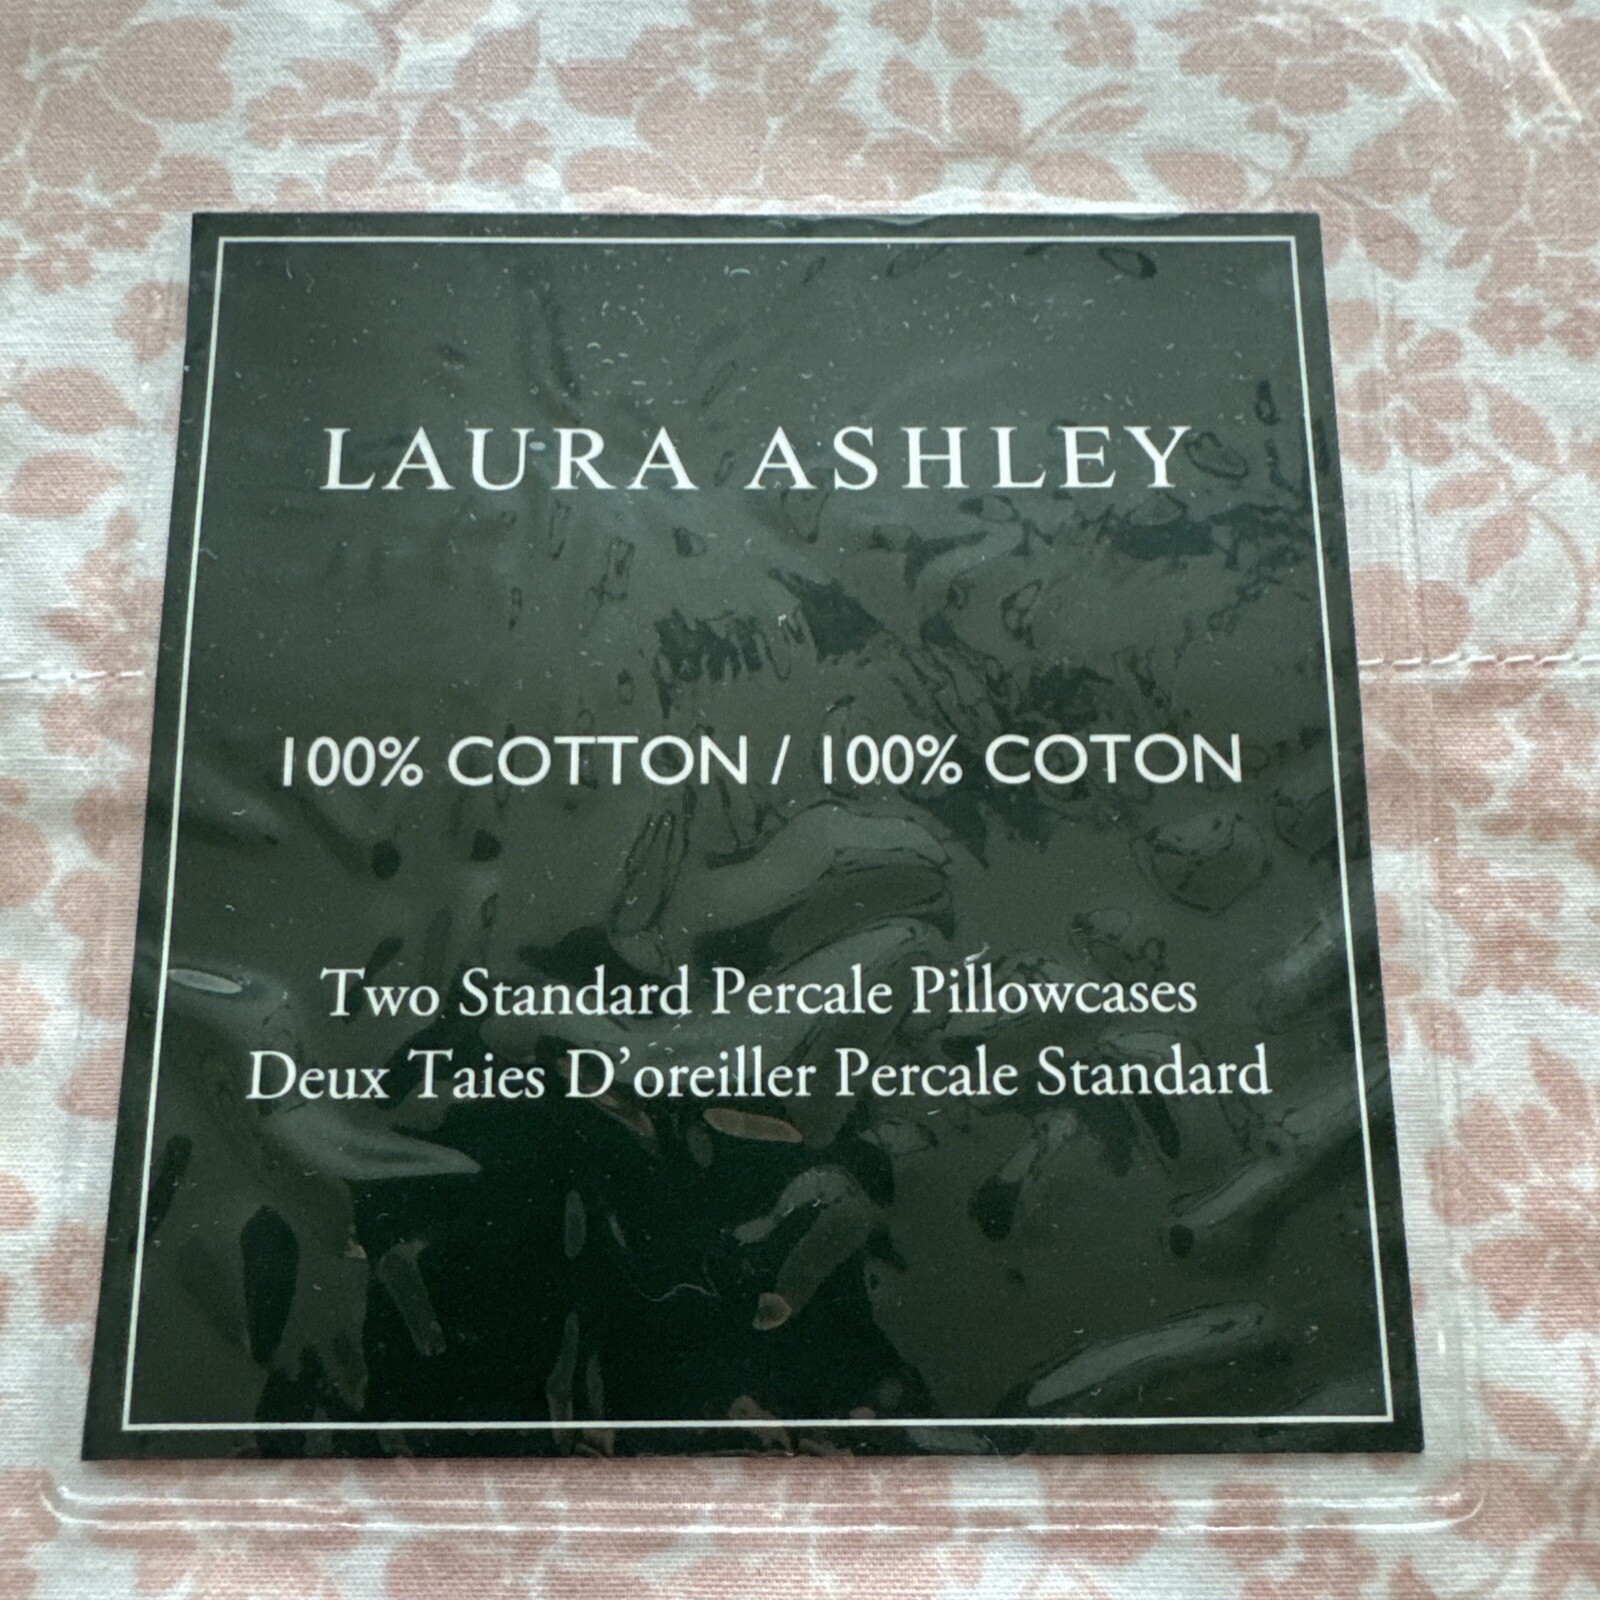 LAURA ASHLEY
100% COTTON / 100% COTON
Two Standard Percale Pillowcases
Deux Taies D’oreiller Percale Standard